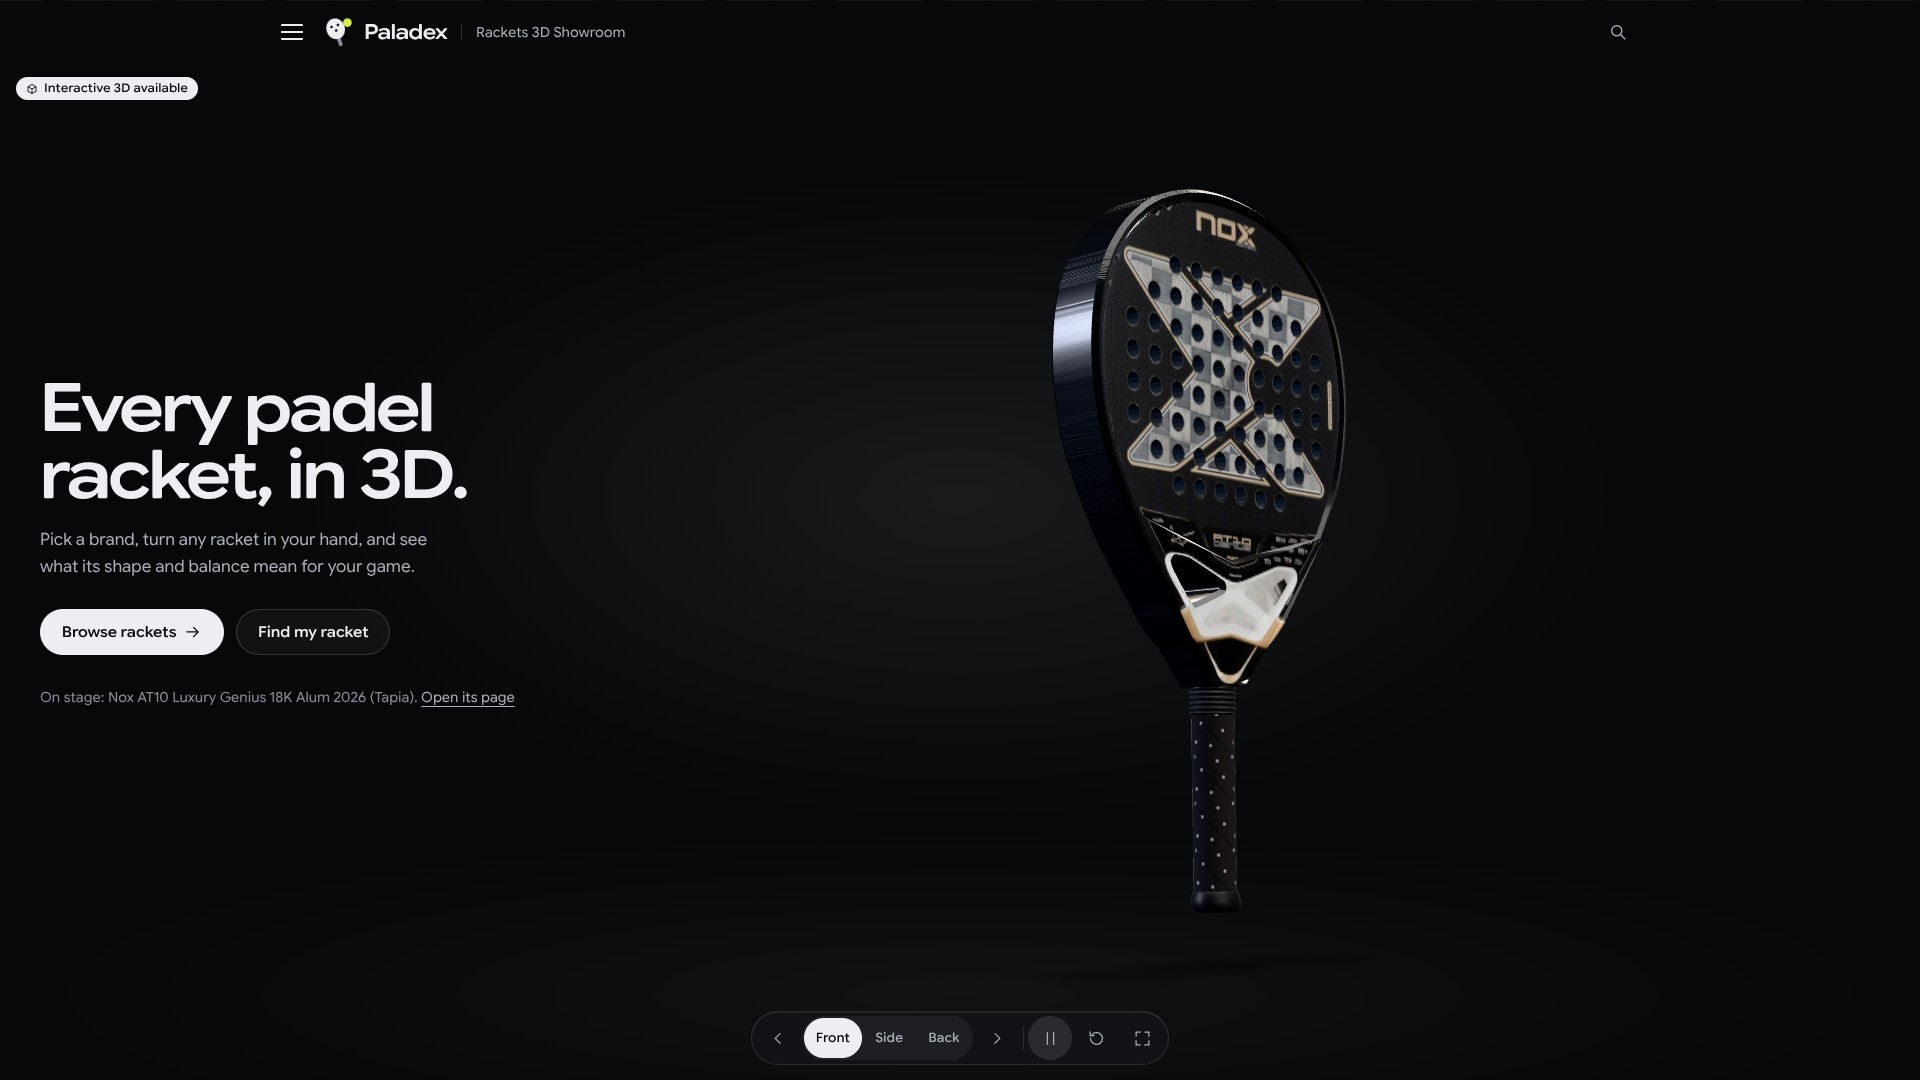 Paladex
Rackets 3D Showroom
Interactive 3D available
nox
Every padel
racket, in 3D.
Pick a brand, turn any racket in your hand, and see
what its shape and balance mean for your game.
Browse rackets
Find my racket
On stage: Nox AT10 Luxury Genius 18K Alum 2026 (Tapia). Open its page
AT10
Front
Side
Back